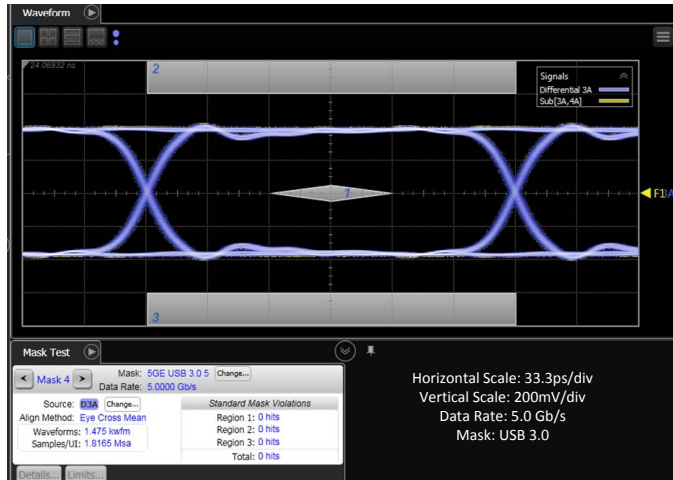 Waveform
24.06932 ns
2
Signals
Differential 3A
Sub[3A,4A]
1
F1
3A
3
Mask Test
Mask 4
Mask: 5GE USB 3.0 5 Change...
Data Rate: 5.0000 Gb/s
Source: D3A Change...
Align Method: Eye Cross Mean
Waveforms: 1.475 kwfm
Samples/UI: 1.8165 Msa
Standard Mask Violations
Region 1: 0 hits
Region 2: 0 hits
Region 3: 0 hits
Total: 0 hits
Details... Limits...
Horizontal Scale: 33.3ps/div
Vertical Scale: 200mV/div
Data Rate: 5.0 Gb/s
Mask: USB 3.0